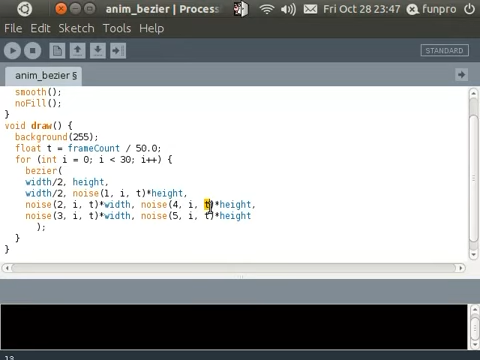 anim_bezier | Process
Fri Oct 28 23:47
funpro
File Edit Sketch Tools Help
STANDARD
anim_bezier §
smooth();
noFill();
}
void draw() {
background(255);
float t = frameCount / 50.0;
for (int i = 0; i < 30; i++) {
bezier(
width/2, height,
width/2, noise(1, i, t)*height,
noise(2, i, t)*width, noise(4, i, t)*height,
noise(3, i, t)*width, noise(5, i, t)*height
);
}
}
13